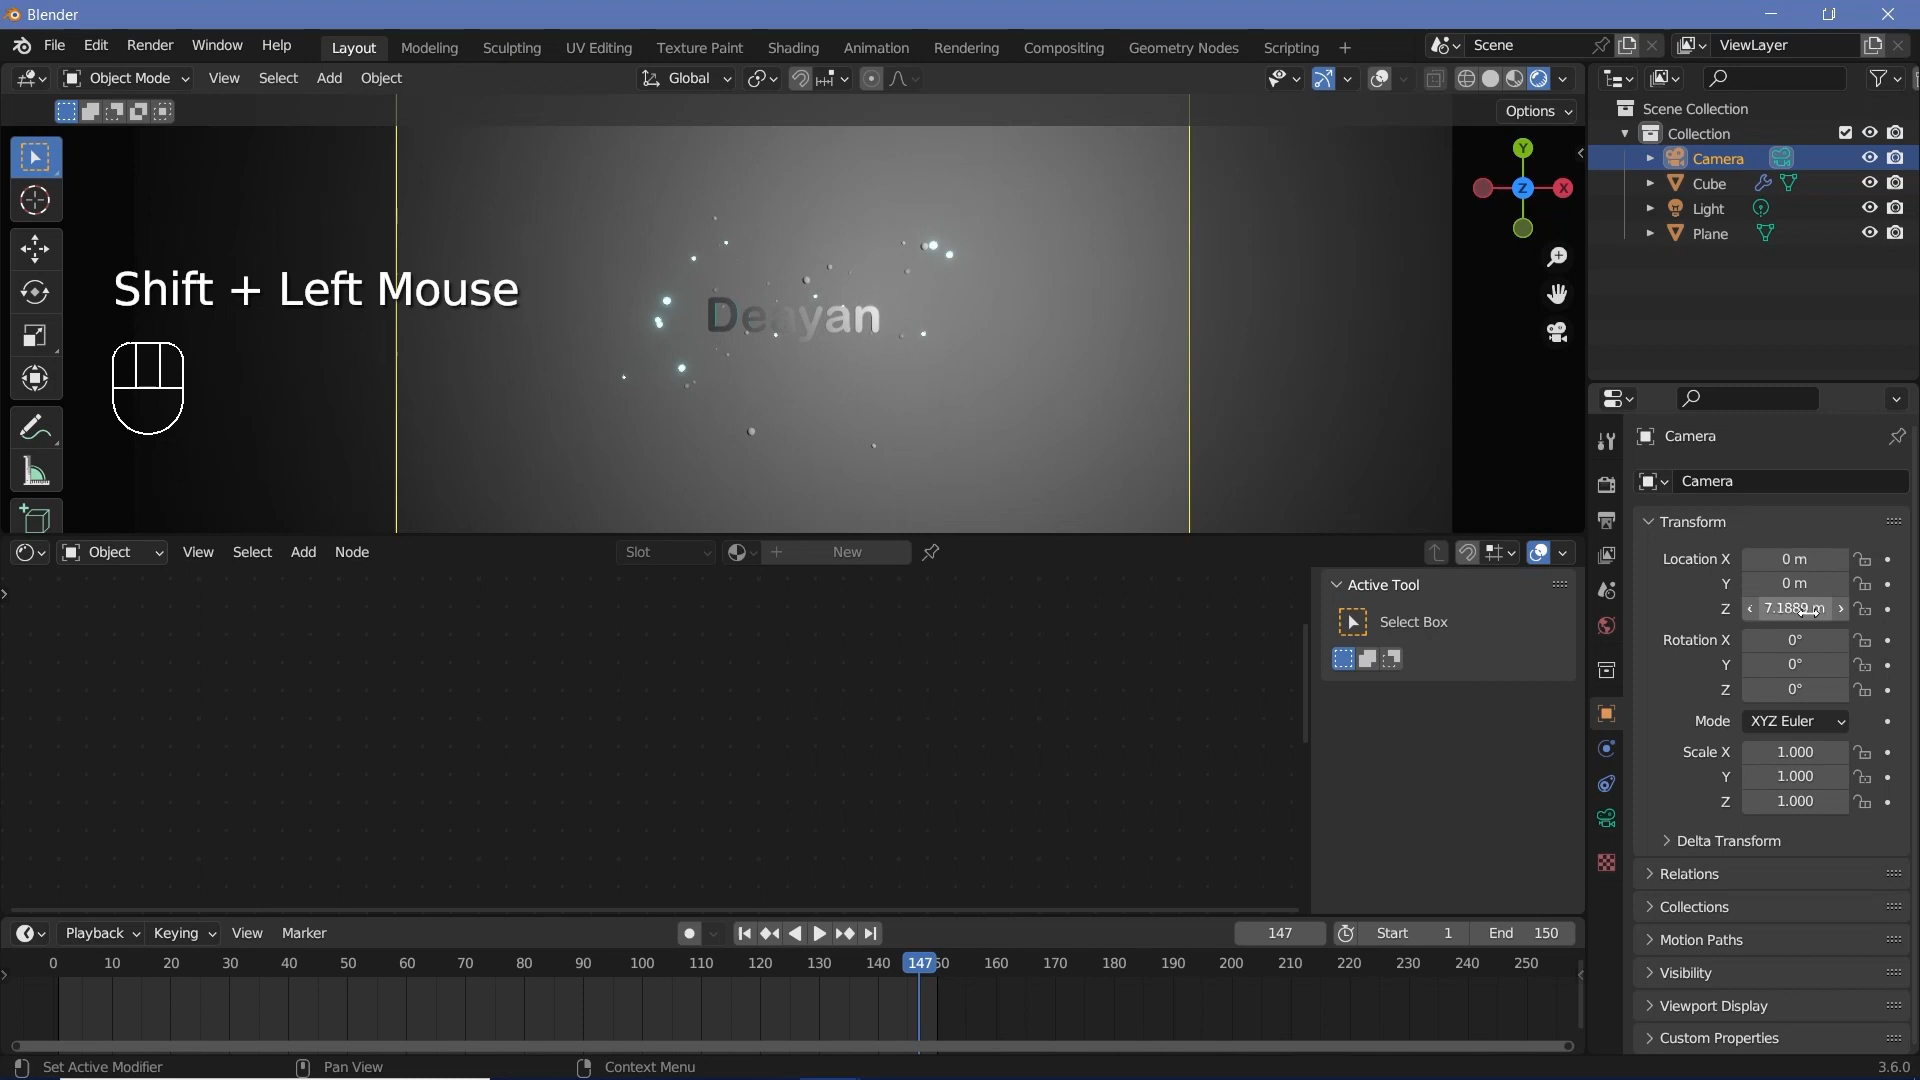 Blender
File Edit Render Window Help Layout Modeling Sculpting UV Editing Texture Paint Shading Animation Rendering Compositing Geometry Nodes Scripting + Scene ViewLayer
Object Mode View Select Add Object Global
Options
Scene Collection
Collection
Camera
Cube
Light
Plane
Y
Z X
Shift + Left Mouse
Deayan
Camera
Camera
Transform
Location X 0 m
Y 0 m
Z 7.1889 m
Rotation X 0°
Y 0°
Z 0°
Mode XYZ Euler
Scale X 1.000
Y 1.000
Z 1.000
Delta Transform
Relations
Collections
Motion Paths
Visibility
Viewport Display
Custom Properties
Object View Select Add Node Slot New
Active Tool
Select Box
Playback Keying View Marker 147 Start 1 End 150
0 10 20 30 40 50 60 70 80 90 100 110 120 130 140 147 160 170 180 190 200 210 220 230 240 250
Set Active Modifier Pan View Context Menu 3.6.0